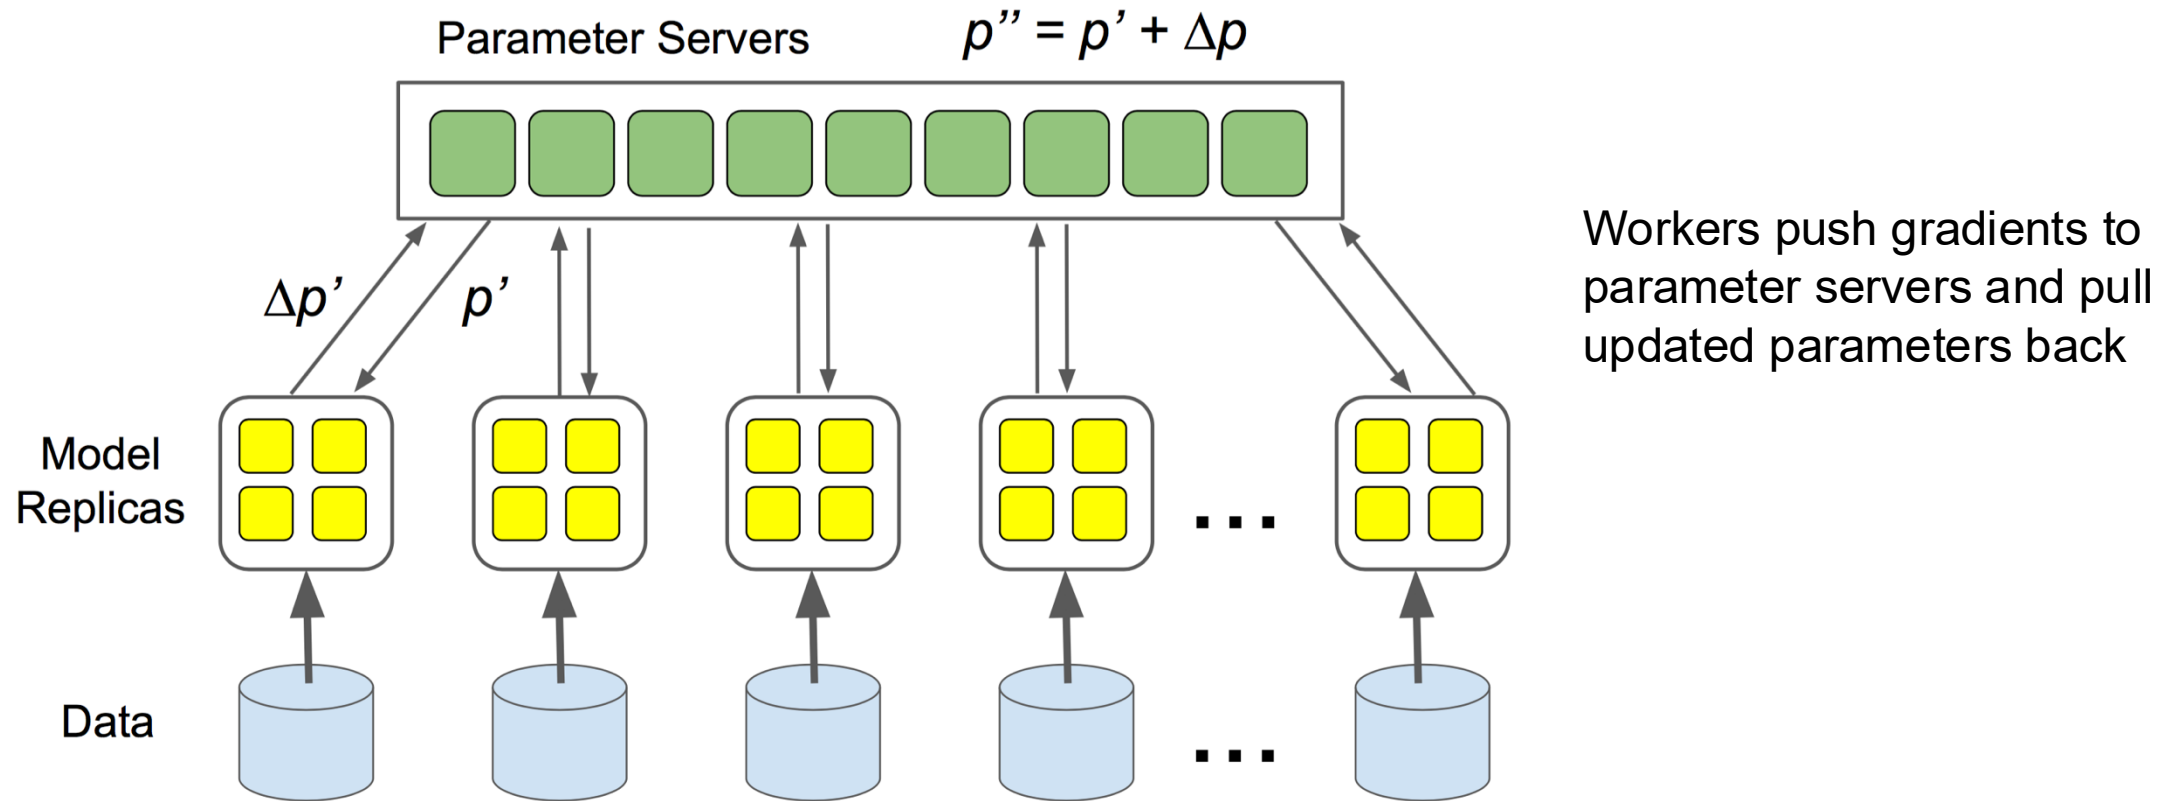 Parameter Servers
p’’ = p’ + Δp
Δp’
p’
Workers push gradients to
parameter servers and pull
updated parameters back
Model
Replicas
...
Data
...